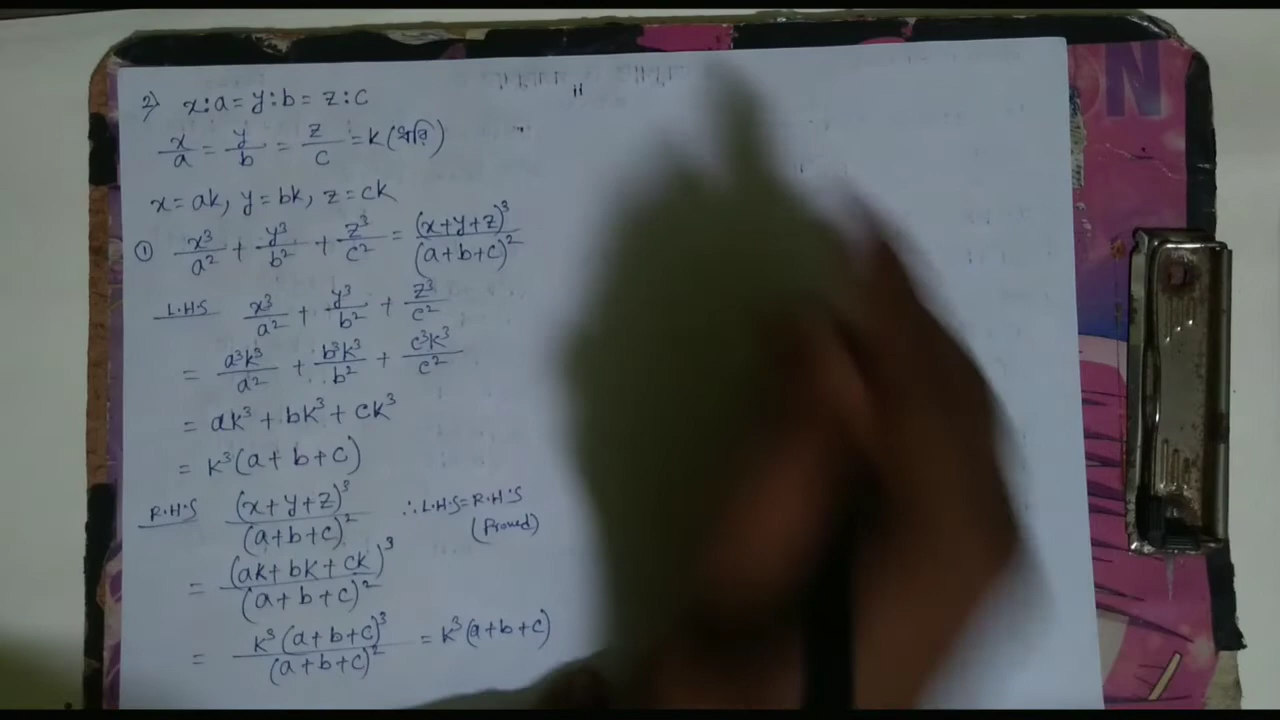 2) x:a = y:b = z:c
x/a = y/b = z/c = k (ধরি)
x = ak, y = bk, z = ck
① x³/a² + y³/b² + z³/c² = (x+y+z)³/(a+b+c)²
L.H.S x³/a² + y³/b² + z³/c²
= a³k³/a² + b³k³/b² + c³k³/c²
= ak³ + bk³ + ck³
= k³(a+b+c)
R.H.S (x+y+z)³/(a+b+c)² ∴ L.H.S = R.H.S
(Proved)
= (ak+bk+ck)³/(a+b+c)²
= k³(a+b+c)³/(a+b+c)² = k³(a+b+c)
N